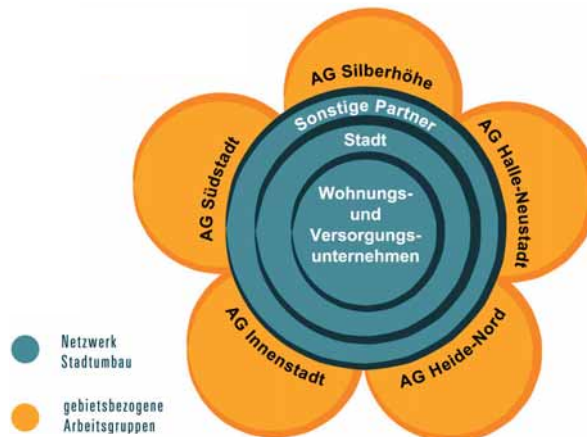 AG Silberhöhe
Sonstige Partner
Stadt
Wohnungs-
und
Versorgungs-
unternehmen
AG Südstadt
AG Halle-Neustadt
AG Innenstadt
AG Heide-Nord
Netzwerk
Stadtumbau
gebietsbezogene
Arbeitsgruppen